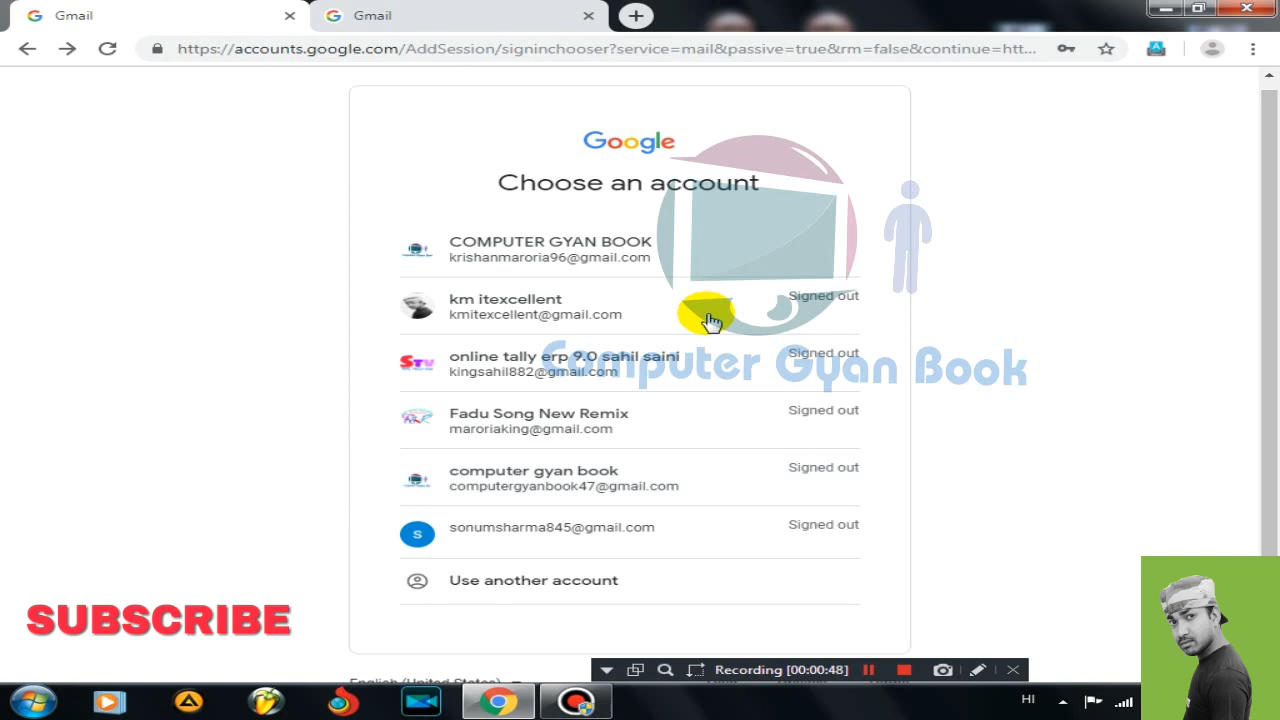 Gmail
Gmail
https://accounts.google.com/AddSession/signinchooser?service=mail&passive=true&rm=false&continue=htt...
Google
Choose an account
COMPUTER GYAN BOOK
krishanmaroria96@gmail.com
km itexcellent
Signed out
kmitexcellent@gmail.com
online tally erp 9.0 sahil saini
Signed out
kingsahil882@gmail.com
Computer Gyan Book
Fadu Song New Remix
Signed out
maroriaking@gmail.com
computer gyan book
Signed out
computergyanbook47@gmail.com
S
sonumsharma845@gmail.com
Signed out
Use another account
SUBSCRIBE
Recording [00:00:48]
English (United States)
HI
STV